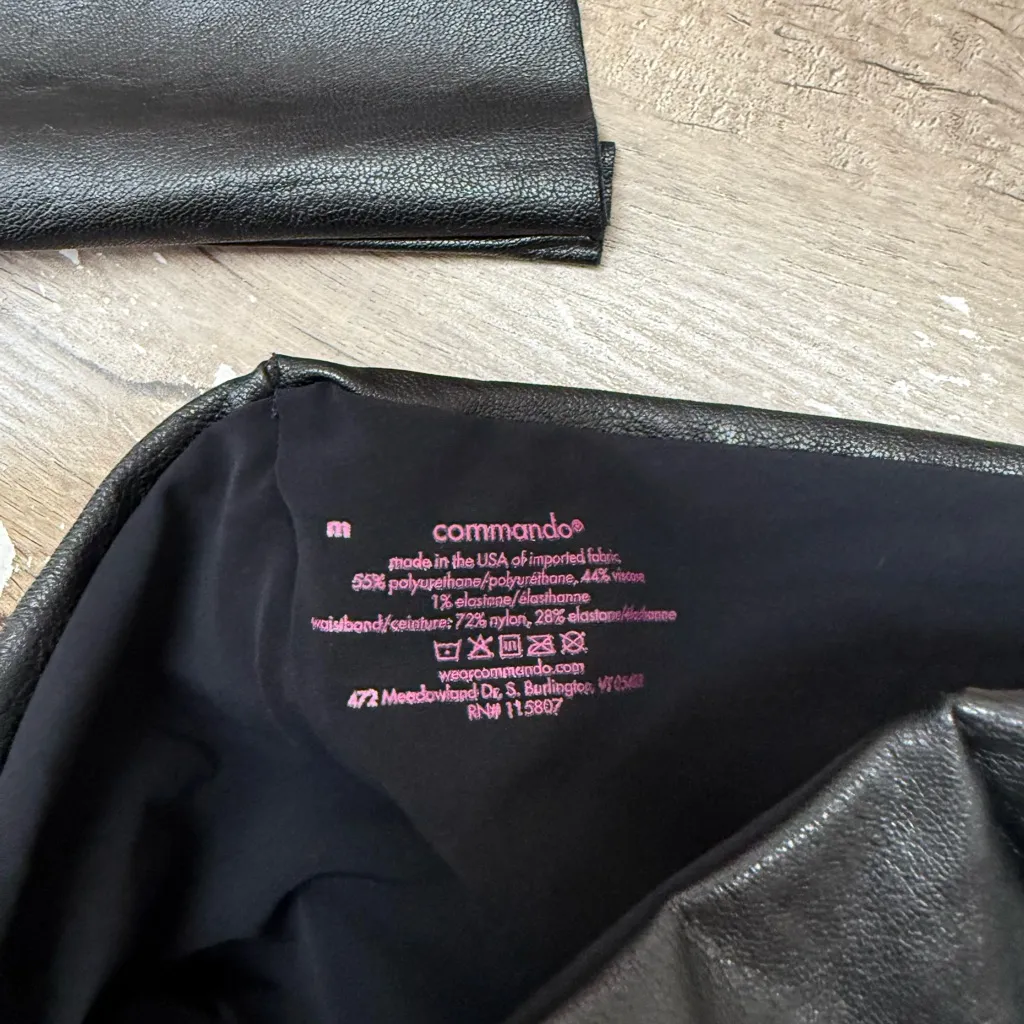 m
commando®
made in the USA of imported fabric
55% polyurethane/polyuréthane, 44% viscose
1% elastane/élasthanne
waistband/ceinture: 72% nylon, 28% elastane/élasthanne
wearcommando.com
472 Meadowland Dr, S. Burlington, VT 05403
RN# 115807